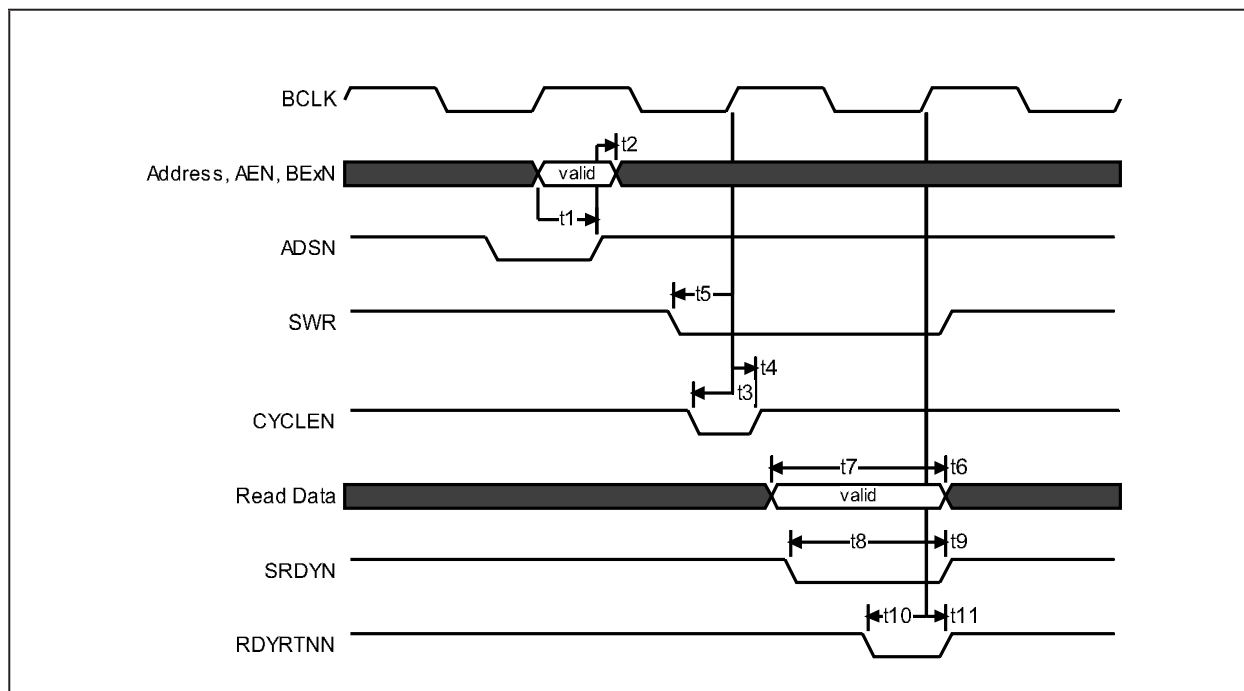 BCLK
t2
Address, AEN, BExN
valid
t1
ADSN
t5
SWR
t4
t3
CYCLEN
t7
t6
Read Data
valid
t8
t9
SRDYN
t10
t11
RDYRTNN